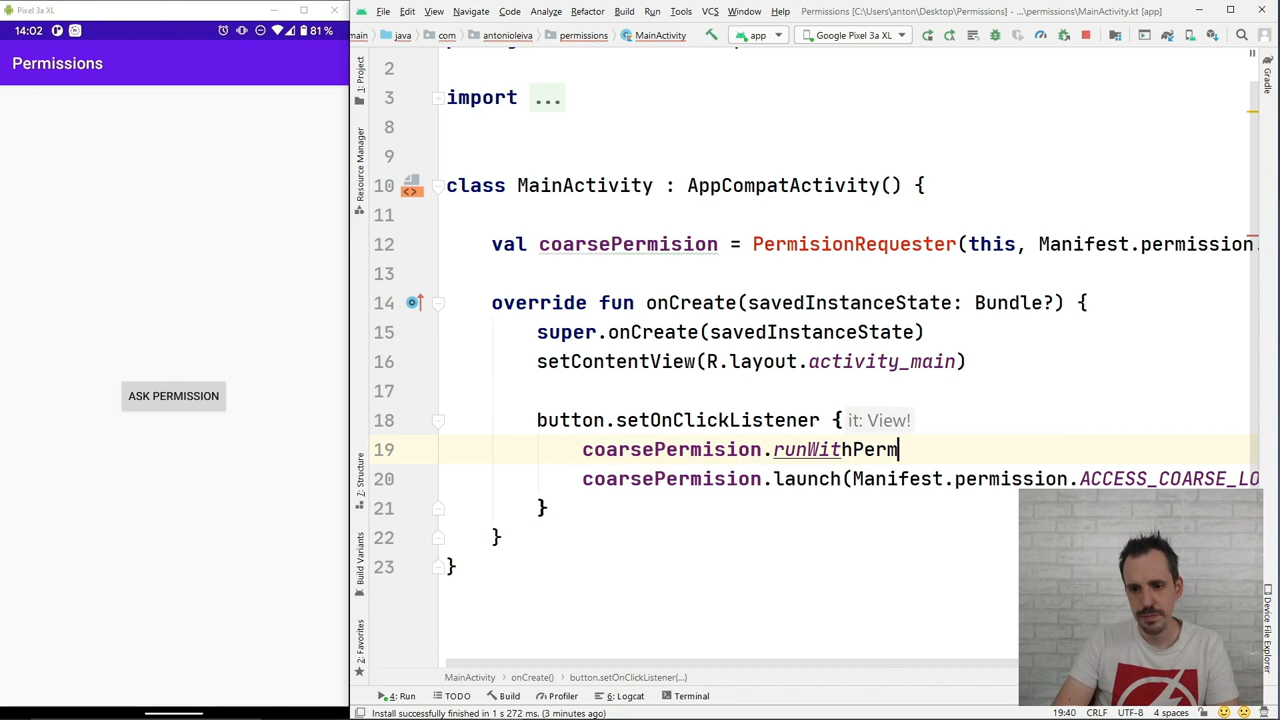 Pixel 3a XL
14:02
81 %
Permissions
ASK PERMISSION
File Edit View Navigate Code Analyze Refactor Build Run Tools VCS Window Help Permissions [C:\Users\anton\Desktop\Permissions - ...\permissions\MainActivity.kt [app]
main java com antonioleiva permissions MainActivity app Google Pixel 3a XL
1: Project
Resource Manager
7: Structure
Build Variants
2: Favorites
Gradle
Device File Explorer
2
3 import ...
8
9
10 class MainActivity : AppCompatActivity() {
11
12 val coarsePermision = PermisionRequester(this, Manifest.permission.
13
14 override fun onCreate(savedInstanceState: Bundle?) {
15 super.onCreate(savedInstanceState)
16 setContentView(R.layout.activity_main)
17
18 button.setOnClickListener { it: View!
19 coarsePermision.runWithPerm
20 coarsePermision.launch(Manifest.permission.ACCESS_COARSE_LO
21 }
22 }
23 }
MainActivity onCreate() button.setOnClickListener{...}
4: Run TODO Build Profiler 6: Logcat Terminal
Install successfully finished in 1 s 272 ms. (3 minutes ago) 19:40 CRLF UTF-8 4 spaces